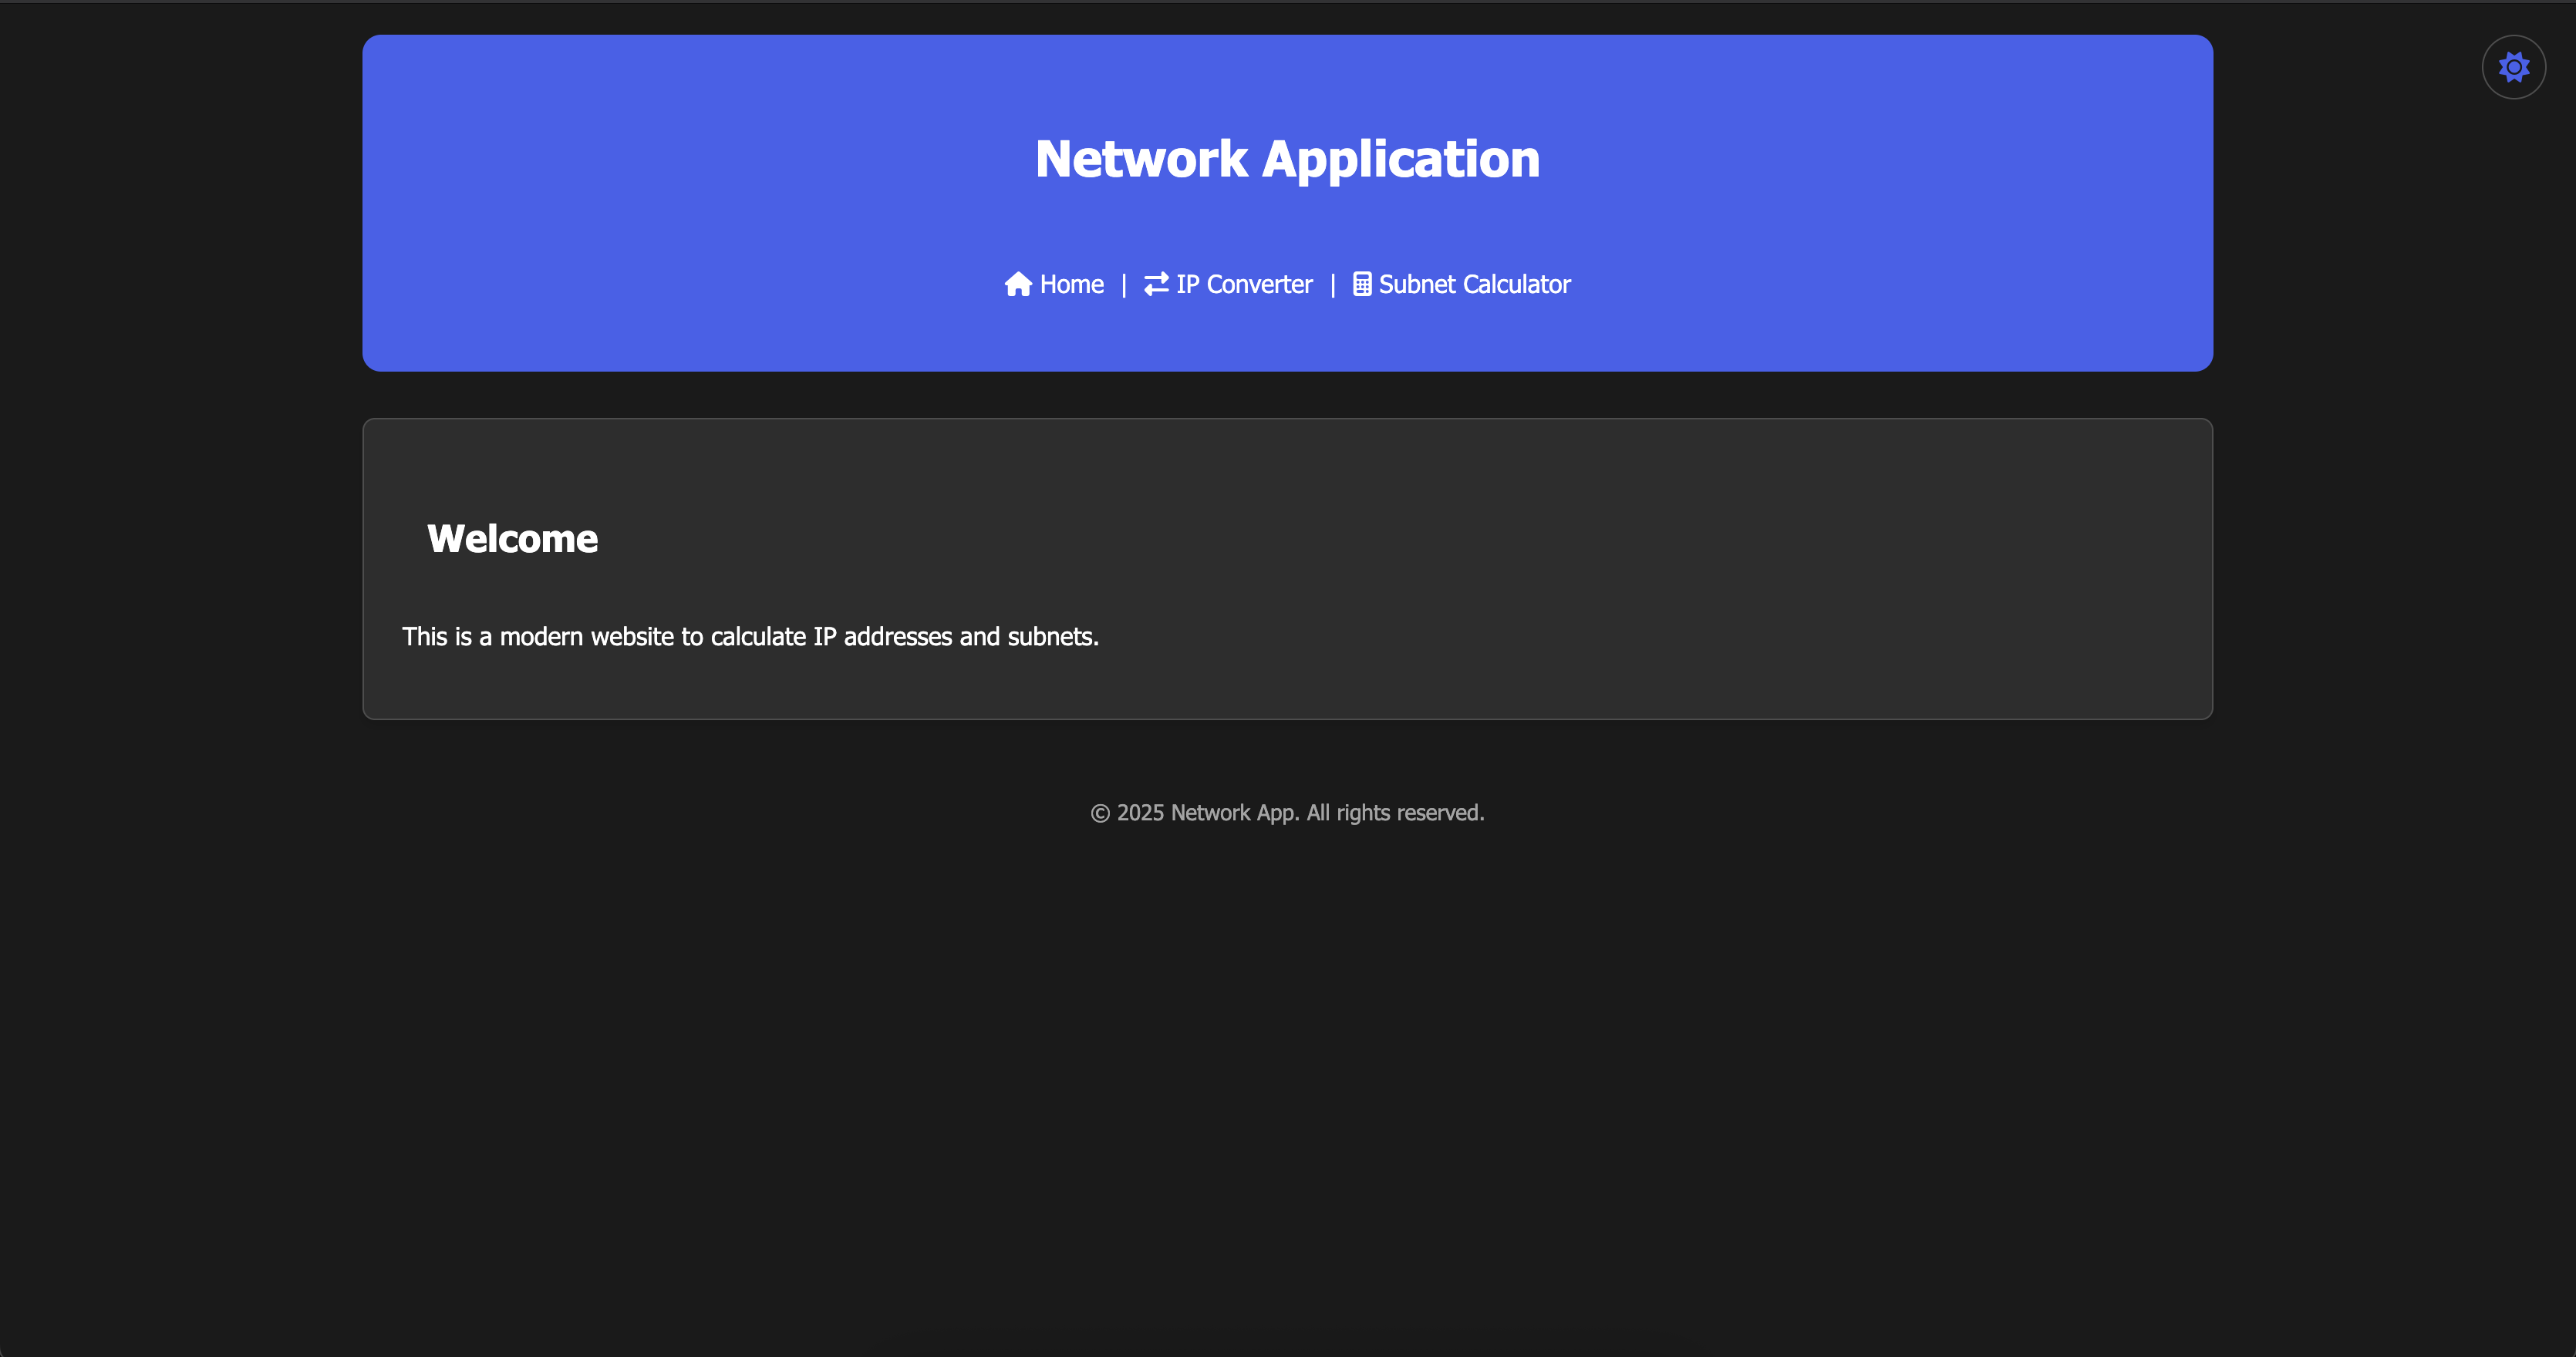 Network Application
Home | IP Converter | Subnet Calculator
Welcome
This is a modern website to calculate IP addresses and subnets.
© 2025 Network App. All rights reserved.